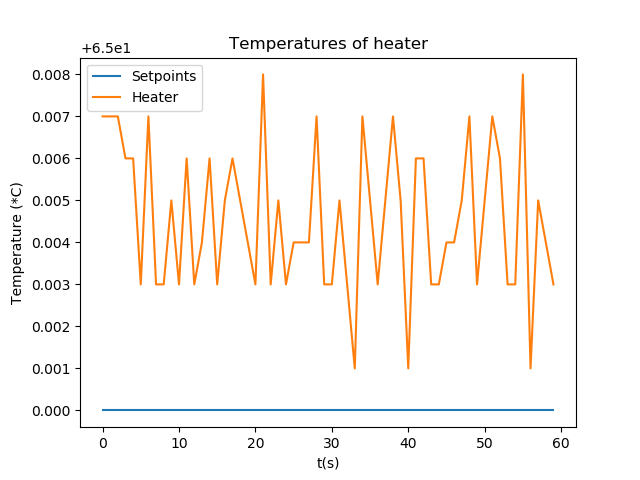 Temperatures of heater
+6.5e1
Setpoints
Heater
0.008
0.007
0.006
0.005
0.004
0.003
0.002
0.001
0.000
Temperature (*C)
0 10 20 30 40 50 60
t(s)